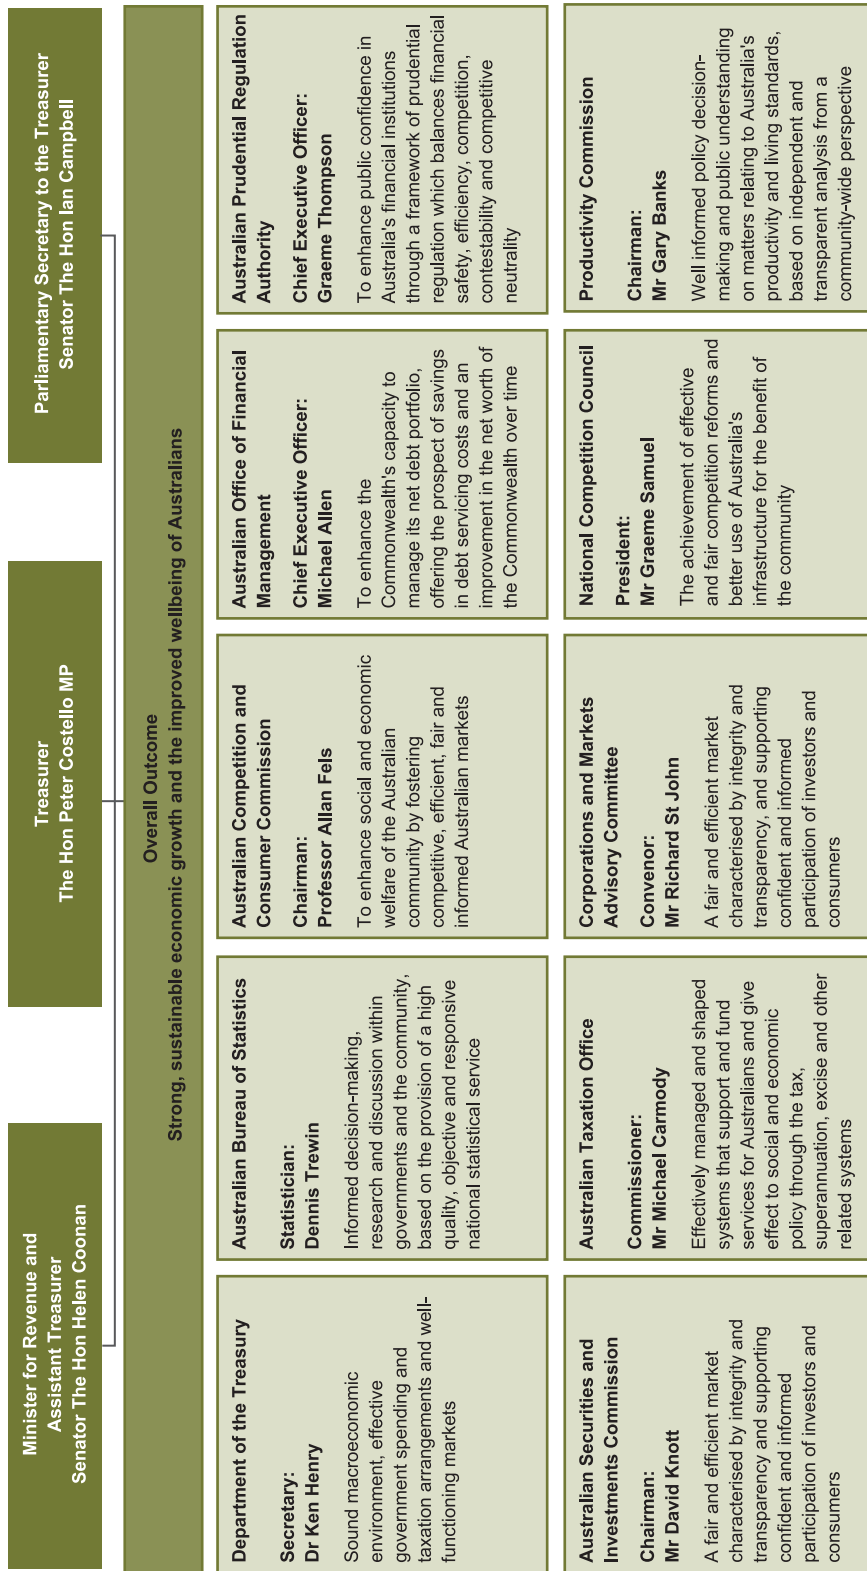 Minister for Revenue and
Assistant Treasurer
Senator The Hon Helen Coonan
Treasurer
The Hon Peter Costello MP
Parliamentary Secretary to the Treasurer
Senator The Hon Ian Campbell
Overall Outcome
Strong, sustainable economic growth and the improved wellbeing of Australians
Department of the Treasury
Secretary:
Dr Ken Henry
Sound macroeconomic
environment, effective
government spending and
taxation arrangements and well-
functioning markets
Australian Bureau of Statistics
Statistician:
Dennis Trewin
Informed decision-making,
research and discussion within
governments and the community,
based on the provision of a high
quality, objective and responsive
national statistical service
Australian Competition and
Consumer Commission
Chairman:
Professor Allan Fels
To enhance social and economic
welfare of the Australian
community by fostering
competitive, efficient, fair and
informed Australian markets
Australian Office of Financial
Management
Chief Executive Officer:
Michael Allen
To enhance the
Commonwealth's capacity to
manage its net debt portfolio,
offering the prospect of savings
in debt servicing costs and an
improvement in the net worth of
the Commonwealth over time
Australian Prudential Regulation
Authority
Chief Executive Officer:
Graeme Thompson
To enhance public confidence in
Australia's financial institutions
through a framework of prudential
regulation which balances financial
safety, efficiency, competition,
contestability and competitive
neutrality
Australian Securities and
Investments Commission
Chairman:
Mr David Knott
A fair and efficient market
characterised by integrity and
transparency and supporting
confident and informed
participation of investors and
consumers
Australian Taxation Office
Commissioner:
Mr Michael Carmody
Effectively managed and shaped
systems that support and fund
services for Australians and give
effect to social and economic
policy through the tax,
superannuation, excise and other
related systems
Corporations and Markets
Advisory Committee
Convenor:
Mr Richard St John
A fair and efficient market
characterised by integrity and
transparency, and supporting
confident and informed
participation of investors and
consumers
National Competition Council
President:
Mr Graeme Samuel
The achievement of effective
and fair competition reforms and
better use of Australia's
infrastructure for the benefit of
the community
Productivity Commission
Chairman:
Mr Gary Banks
Well informed policy decision-
making and public understanding
on matters relating to Australia's
productivity and living standards,
based on independent and
transparent analysis from a
community-wide perspective